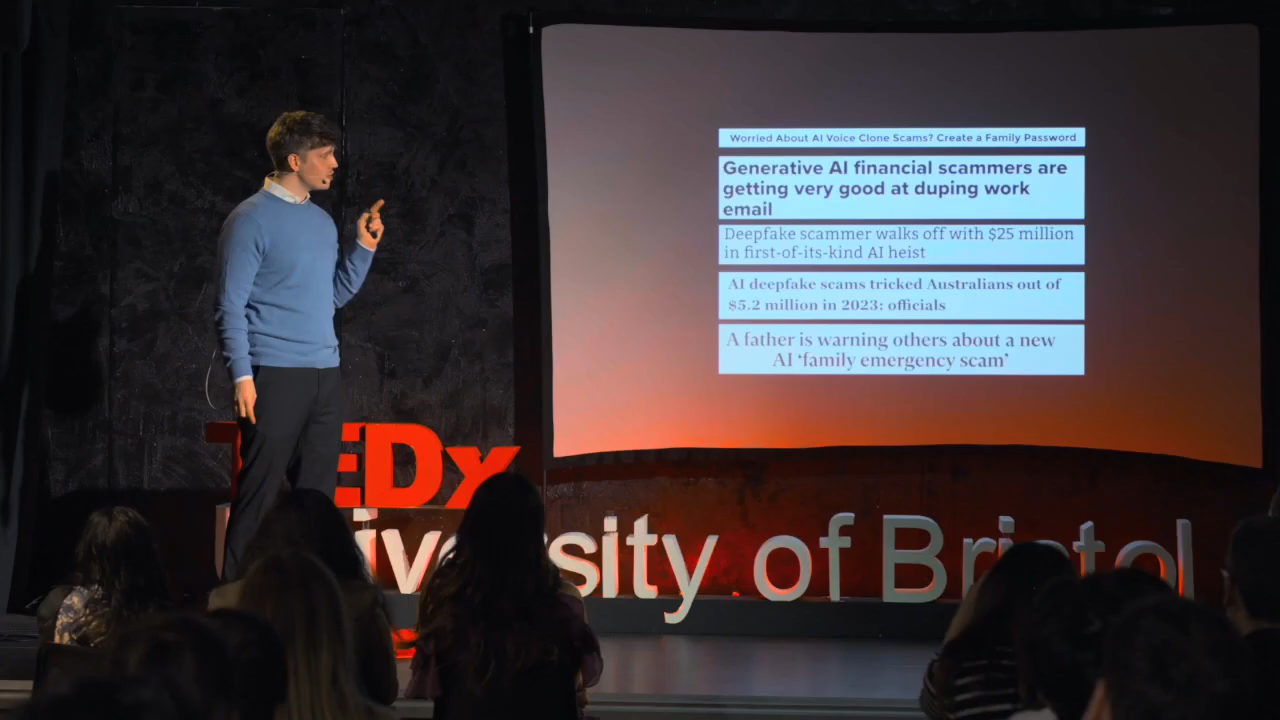 Worried About AI Voice Clone Scams? Create a Family Password
Generative AI financial scammers are
getting very good at duping work
email
Deepfake scammer walks off with $25 million
in first-of-its-kind AI heist
AI deepfake scams tricked Australians out of
$5.2 million in 2023: officials
A father is warning others about a new
AI ‘family emergency scam’
TEDx
University of Bristol